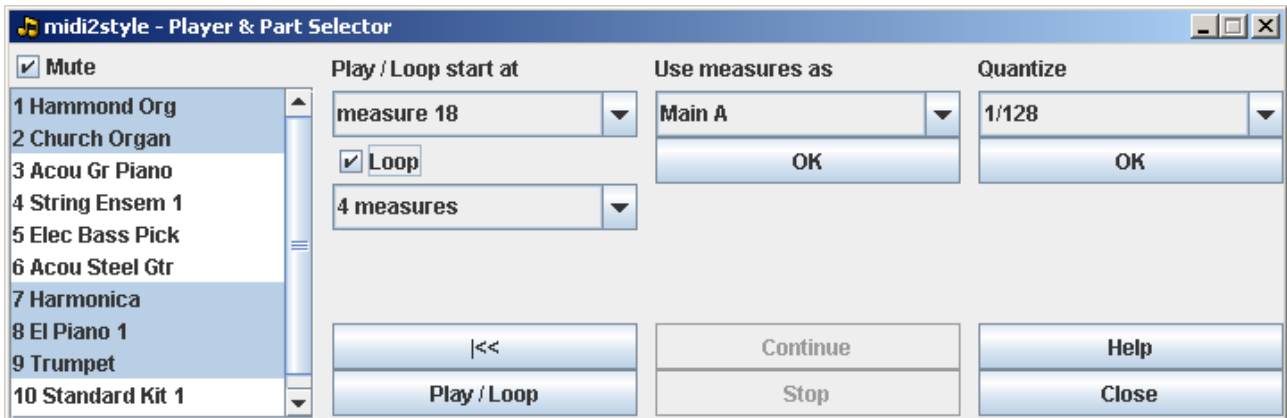 midi2style - Player & Part Selector
Mute
1 Hammond Org
2 Church Organ
3 Acou Gr Piano
4 String Ensem 1
5 Elec Bass Pick
6 Acou Steel Gtr
7 Harmonica
8 El Piano 1
9 Trumpet
10 Standard Kit 1
Play / Loop start at
measure 18
Loop
4 measures
|<<
Play / Loop
Use measures as
Main A
OK
Continue
Stop
Quantize
1/128
OK
Help
Close